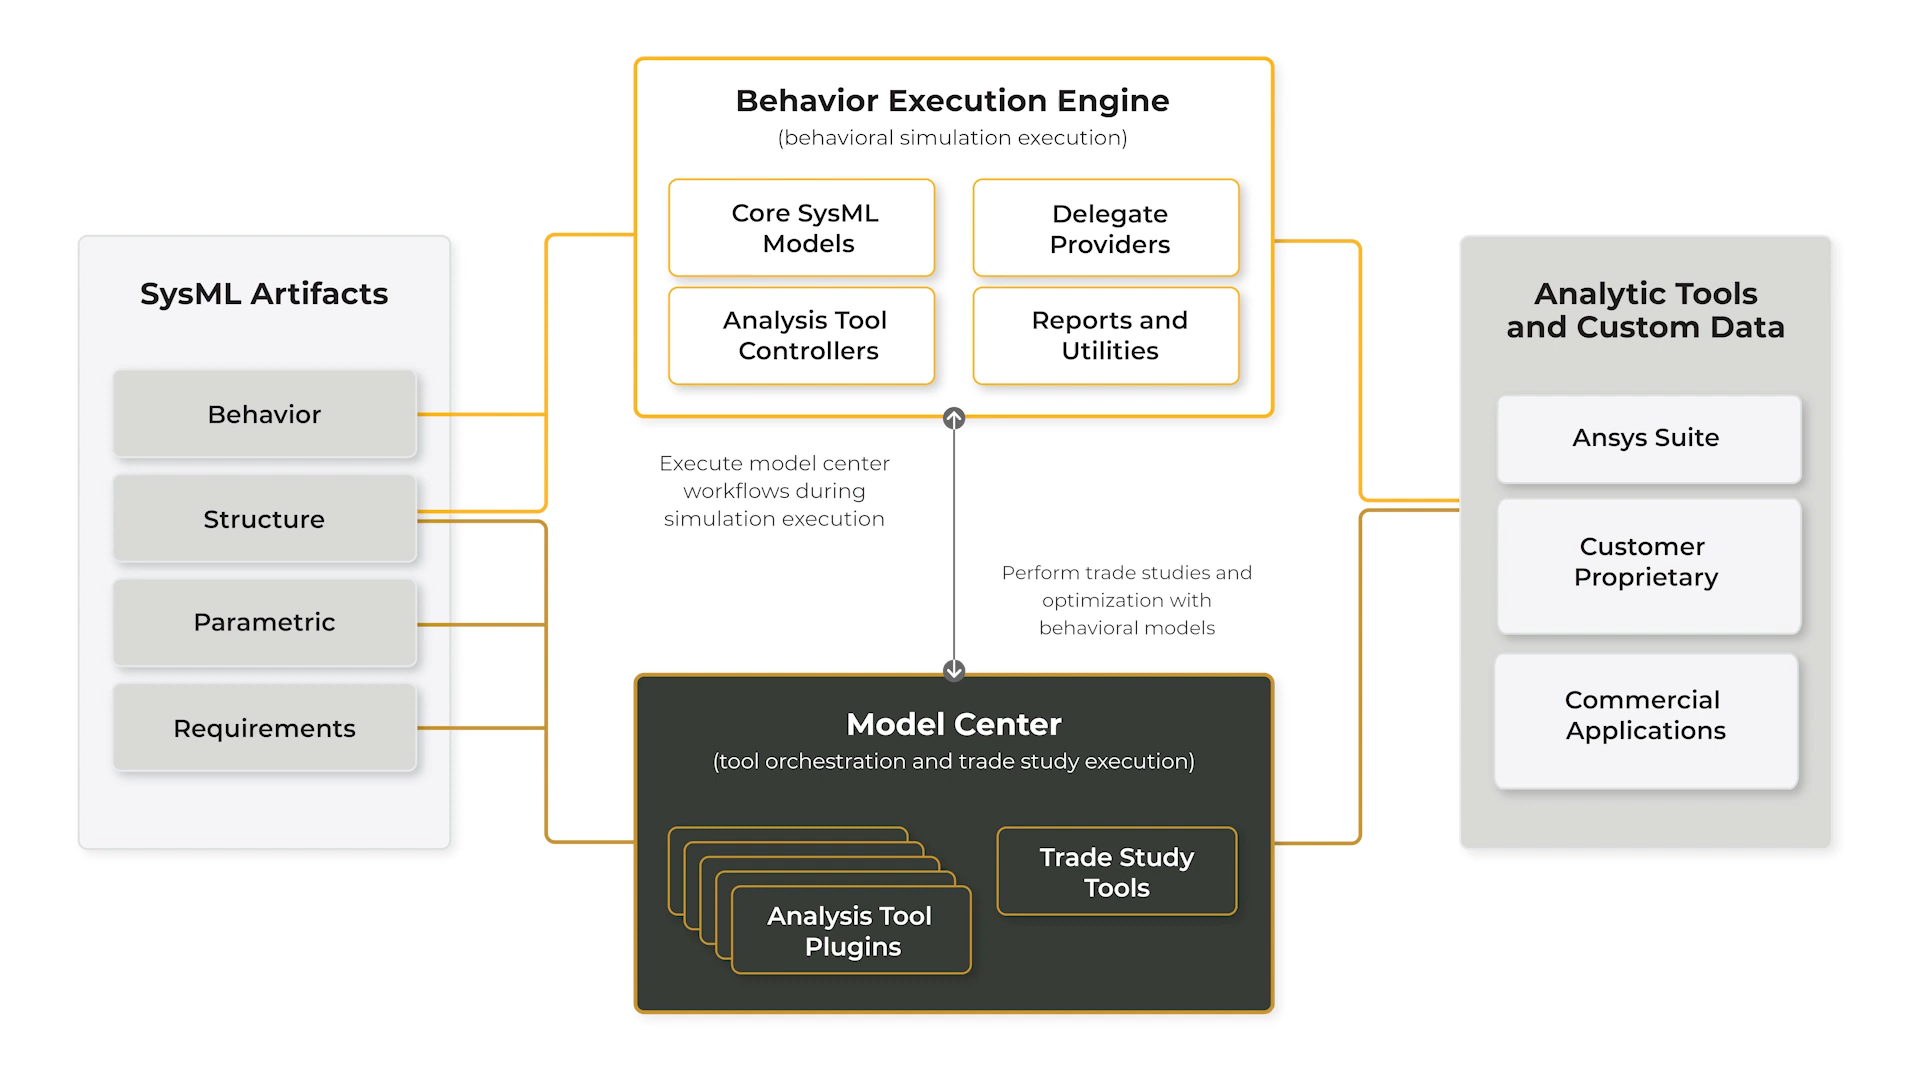 SysML Artifacts
Behavior
Structure
Parametric
Requirements
Behavior Execution Engine
(behavioral simulation execution)
Core SysML
Models
Delegate
Providers
Analysis Tool
Controllers
Reports and
Utilities
Execute model center
workflows during
simulation execution
Perform trade studies and
optimization with
behavioral models
Model Center
(tool orchestration and trade study execution)
Analysis Tool
Plugins
Trade Study
Tools
Analytic Tools
and Custom Data
Ansys Suite
Customer
Proprietary
Commercial
Applications